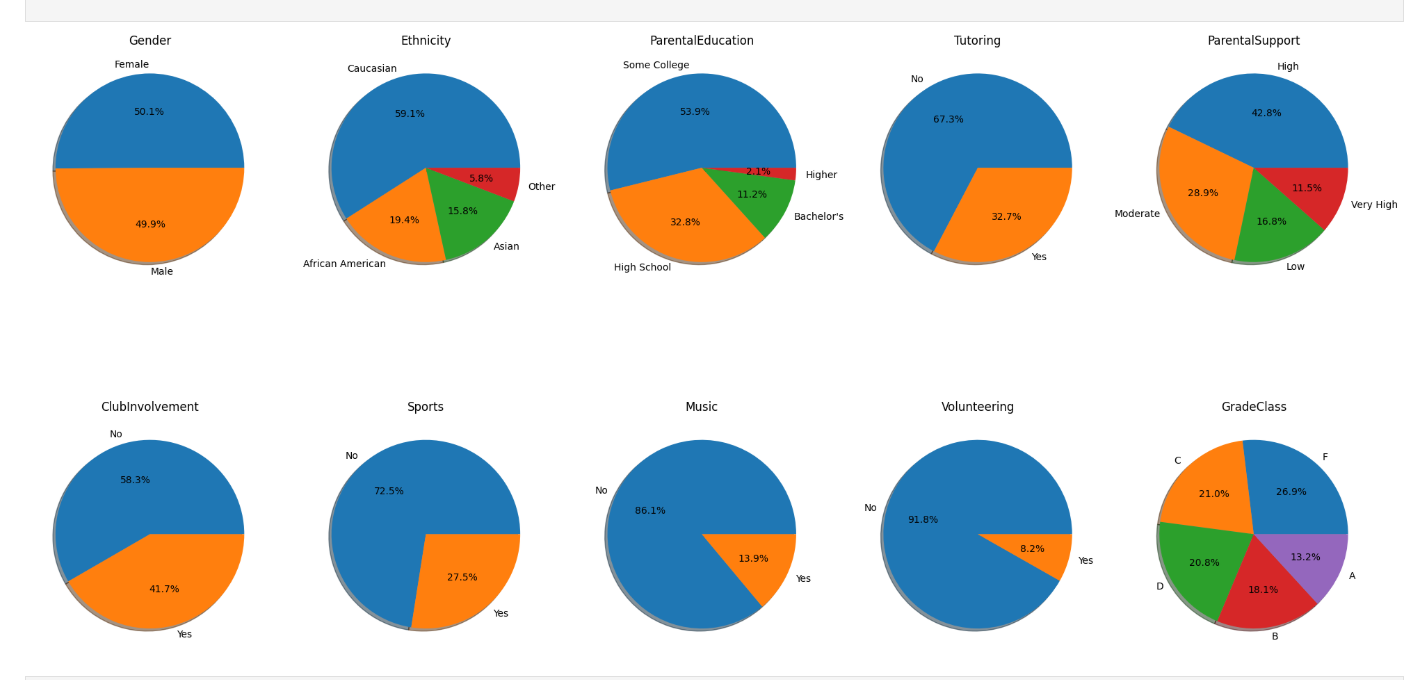 Gender
Female
50.1%
49.9%
Male
Ethnicity
Caucasian
59.1%
5.8%
Other
15.8%
19.4%
Asian
African American
ParentalEducation
Some College
53.9%
2.1%
Higher
11.2%
Bachelor's
32.8%
High School
Tutoring
No
67.3%
32.7%
Yes
ParentalSupport
High
42.8%
11.5%
28.9%
Very High
Moderate
16.8%
Low
ClubInvolvement
No
58.3%
41.7%
Yes
Sports
No
72.5%
27.5%
Yes
Music
No
86.1%
13.9%
Yes
Volunteering
No
91.8%
8.2%
Yes
GradeClass
C
F
26.9%
21.0%
13.2%
20.8%
A
D
18.1%
B